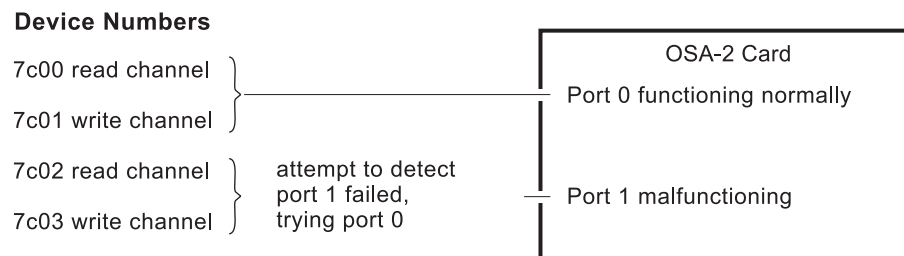 Device Numbers
OSA-2 Card
7c00 read channel
Port 0 functioning normally
7c01 write channel
7c02 read channel
attempt to detect
port 1 failed,
trying port 0
Port 1 malfunctioning
7c03 write channel